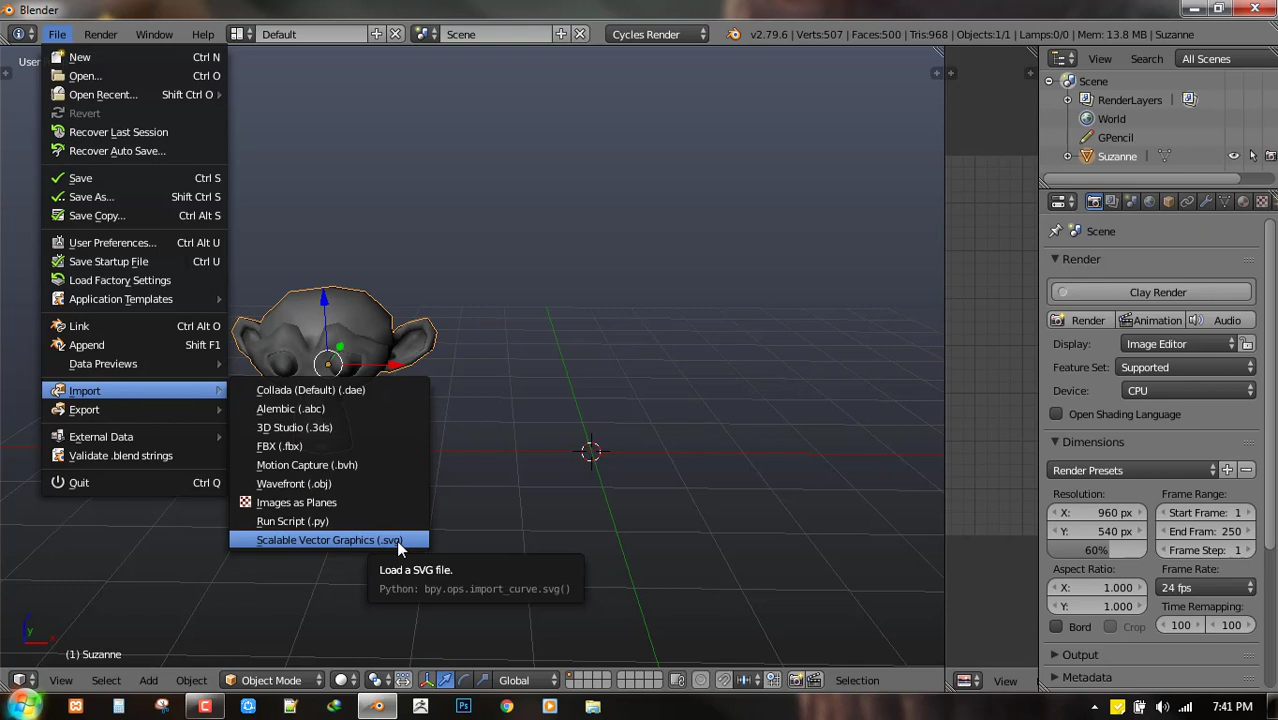 Blender
File Render Window Help Default Scene Cycles Render v2.79.6 | Verts:507 | Faces:500 | Tris:968 | Objects:1/1 | Lamps:0/0 | Mem: 13.8 MB | Suzanne
New Ctrl N
Open... Ctrl O
Open Recent... Shift Ctrl O
Revert
Recover Last Session
Recover Auto Save...
Save Ctrl S
Save As... Shift Ctrl S
Save Copy... Ctrl Alt S
User Preferences... Ctrl Alt U
Save Startup File Ctrl U
Load Factory Settings
Application Templates
Link Ctrl Alt O
Append Shift F1
Data Previews
Import
Export
External Data
Validate .blend strings
Quit Ctrl Q
Collada (Default) (.dae)
Alembic (.abc)
3D Studio (.3ds)
FBX (.fbx)
Motion Capture (.bvh)
Wavefront (.obj)
Images as Planes
Run Script (.py)
Scalable Vector Graphics (.svg)
Load a SVG file.
Python: bpy.ops.import_curve.svg()
User
y
x
(1) Suzanne
View Select Add Object Object Mode Global Selection
View
View Search All Scenes
Scene
RenderLayers
World
GPencil
Suzanne
Scene
Render
Clay Render
Render Animation Audio
Display: Image Editor
Feature Set: Supported
Device: CPU
Open Shading Language
Dimensions
Render Presets
Resolution: Frame Range:
X: 960 px Start Frame: 1
Y: 540 px End Fram: 250
60% Frame Step: 1
Aspect Ratio: Frame Rate:
X: 1.000 24 fps
Y: 1.000 Time Remapping:
Bord Crop 100 100
Output
Metadata
Ps
7:41 PM